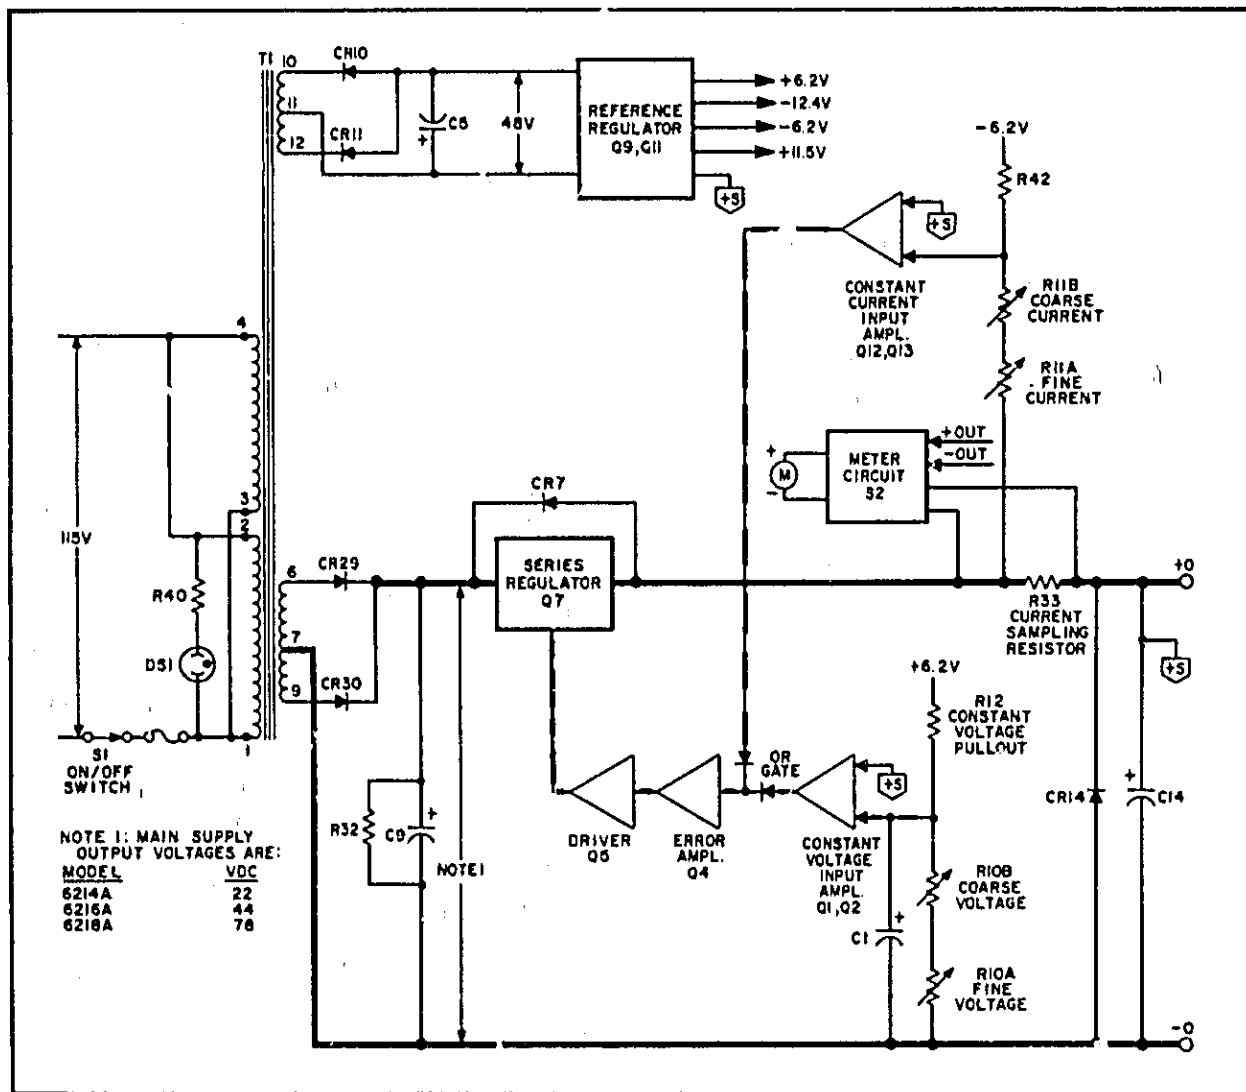 T1
10
11
12
CR10
CR11
C6
+
48V
REFERENCE
REGULATOR
Q9,Q11
+6.2V
-12.4V
-6.2V
+11.5V
+S
-6.2V
R42
+S
CONSTANT
CURRENT
INPUT
AMPL.
Q12,Q13
R11B
COARSE
CURRENT
R11A
FINE
CURRENT
4
3
2
1
115V
R40
DS1
S1
ON/OFF
SWITCH
6
7
9
CR29
CR30
CR7
SERIES
REGULATOR
Q7
+
M
-
METER
CIRCUIT
S2
+OUT
-OUT
R33
CURRENT
SAMPLING
RESISTOR
+O
+S
+6.2V
R12
CONSTANT
VOLTAGE
PULLOUT
OR
GATE
+S
R32
C9
+
NOTE 1
DRIVER
Q5
ERROR
AMPL.
Q4
CONSTANT
VOLTAGE
INPUT
AMPL.
Q1,Q2
C1
+
R10B
COARSE
VOLTAGE
R10A
FINE
VOLTAGE
CR14
+
C14
-O
NOTE 1: MAIN SUPPLY
OUTPUT VOLTAGES ARE:
MODEL VDC
6214A 22
6216A 44
6218A 78